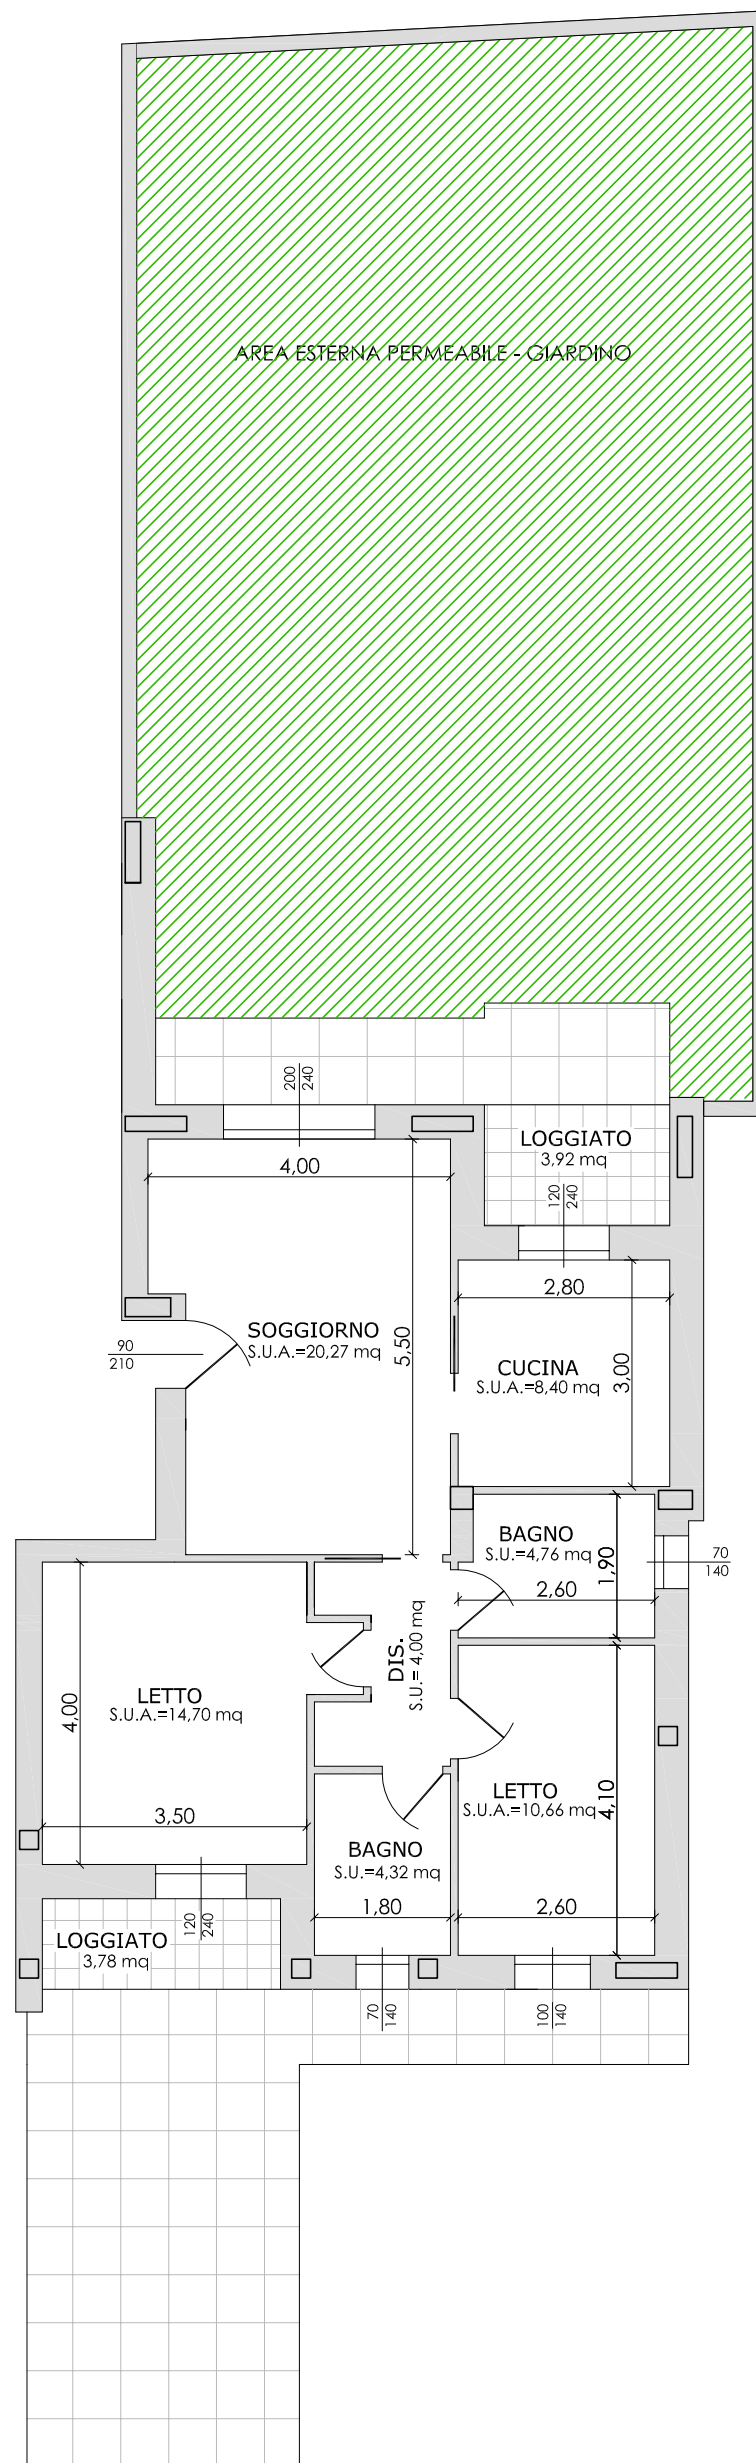 AREA ESTERNA PERMEABILE - GIARDINO
200
240
LOGGIATO
3,92 mq
120
240
4,00
2,80
SOGGIORNO
S.U.A.=20,27 mq
5,50
90
210
CUCINA
S.U.A.=8,40 mq
3,00
BAGNO
S.U.=4,76 mq
1,90
70
140
2,60
DIS.
S.U.= 4,00 mq
LETTO
S.U.A.=14,70 mq
4,00
3,50
LETTO
S.U.A.=10,66 mq
4,10
BAGNO
S.U.=4,32 mq
1,80
2,60
LOGGIATO
3,78 mq
120
240
70
140
100
140